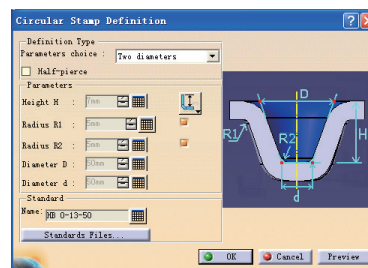 Circular Stamp Definition
Definition Type
Parameters choice : Two diameters
Half-pierce
Parameters
Height H : 7mm
Radius R1 : 5mm
Radius R2 : 5mm
Diameter D : 50mm
Diameter d : 50mm
Standard
Name: MB 0-13-50
Standards Files...
D
R1
R2
H
d
OK Cancel Preview